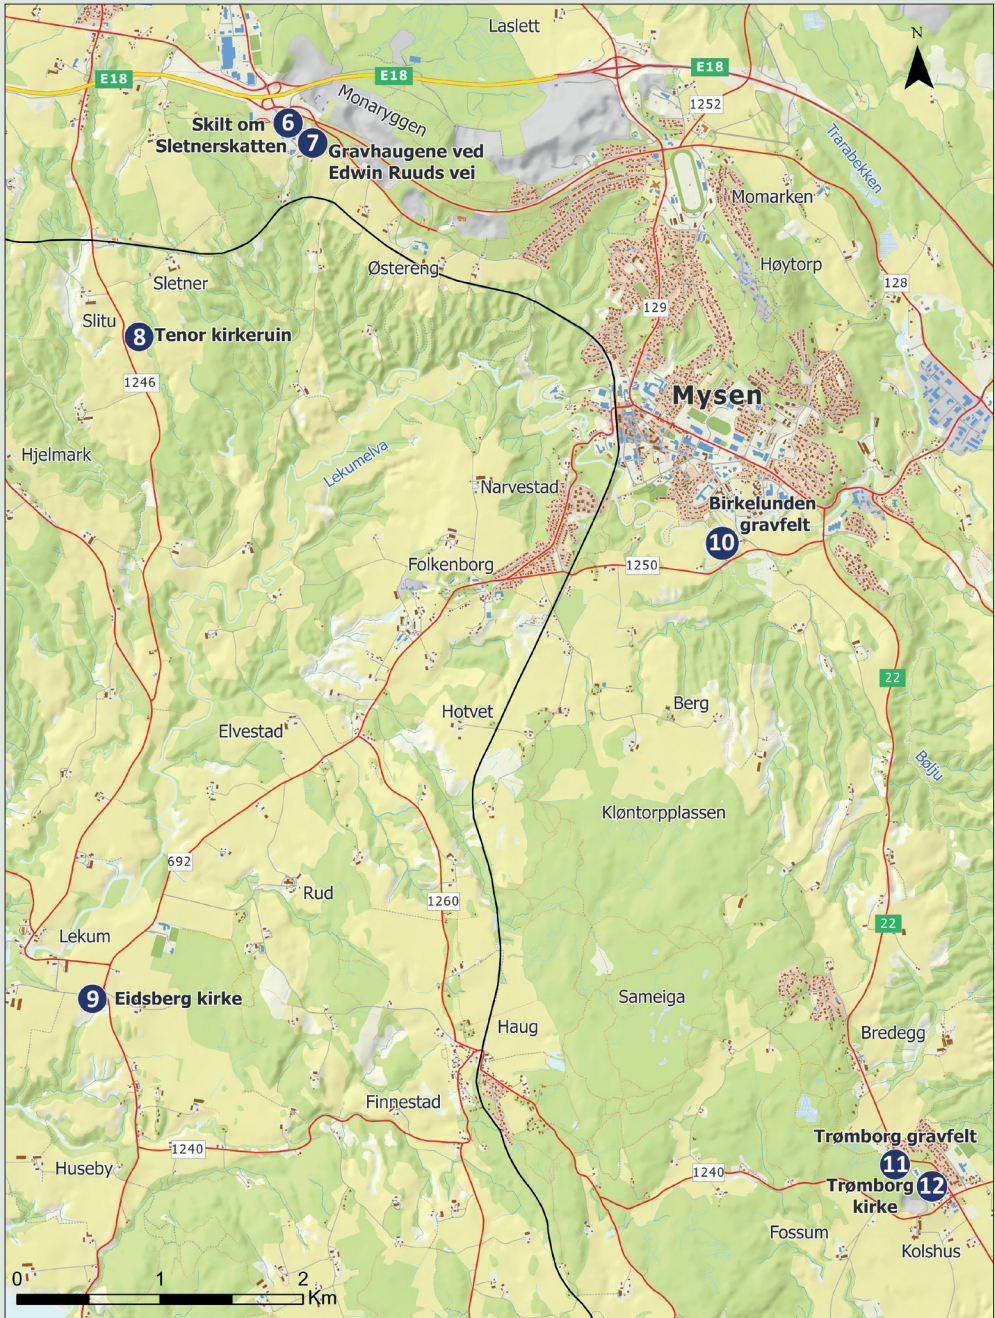 Laslett
N
E18
E18
E18
1252
Monaryggen
6
Skilt om
Sletnerskatten
7
Gravhaugene ved
Edwin Ruuds vei
Trarabekken
Momarken
Østereng
Høytorp
Sletner
128
129
Slitu
8
Tenor kirkeruin
1246
Mysen
Hjelmark
Lekumelva
Narvestad
Birkelunden
gravfelt
10
Folkenborg
1250
22
Berg
Hotvet
Elvestad
Bølju
Kløntorpplassen
692
Rud
1260
22
Lekum
9
Eidsberg kirke
Sameiga
Haug
Bredegg
Finnestad
Trømborg gravfelt
11
1240
Huseby
1240
Trømborg
kirke
12
Fossum
Kolshus
0 1 2
Km